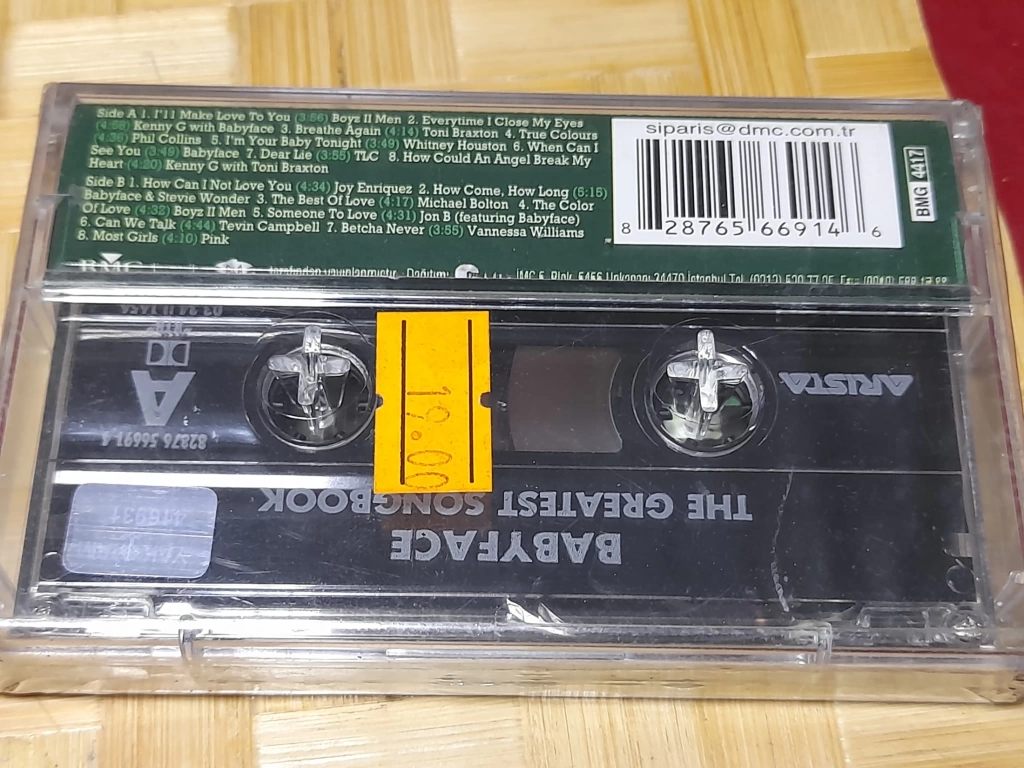 Side A 1. I'll Make Love To You (3:56) Boyz II Men 2. Everytime I Close My Eyes
(4:58) Kenny G with Babyface 3. Breathe Again (4:14) Toni Braxton 4. True Colours
(4:36) Phil Collins 5. I'm Your Baby Tonight (3:49) Whitney Houston 6. When Can I
See You (3:49) Babyface 7. Dear Lie (3:55) TLC 8. How Could An Angel Break My
Heart (4:20) Kenny G with Toni Braxton
Side B 1. How Can I Not Love You (4:34) Joy Enriquez 2. How Come, How Long (5:15)
Babyface & Stevie Wonder 3. The Best Of Love (4:17) Michael Bolton 4. The Color
Of Love (4:32) Boyz II Men 5. Someone To Love (4:31) Jon B (featuring Babyface)
6. Can We Talk (4:44) Tevin Campbell 7. Betcha Never (3:55) Vannessa Williams
8. Most Girls (4:10) Pink
siparis@dmc.com.tr
8 28765 66914 6
BMG 4417
BMG tarafından yayınlanmıştır. Dağıtım: İstanbul Tel.
ARISTA
A
19.00
BABYFACE
THE GREATEST SONGBOOK